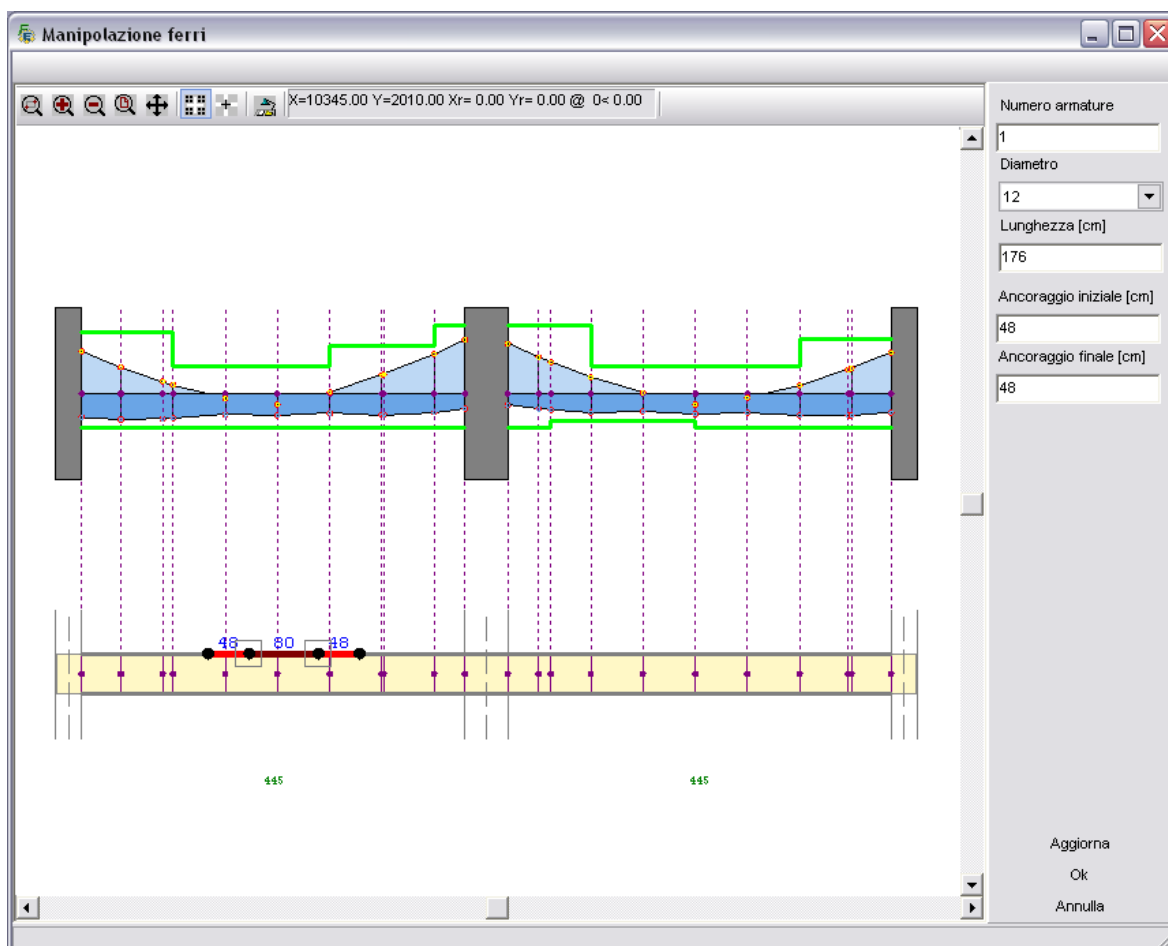 Manipolazione ferri
X=10345.00 Y=2010.00 Xr= 0.00 Yr= 0.00 @ 0< 0.00
Numero armature
1
Diametro
12
Lunghezza [cm]
176
Ancoraggio iniziale [cm]
48
Ancoraggio finale [cm]
48
48 80 48
445 445
Aggiorna
Ok
Annulla